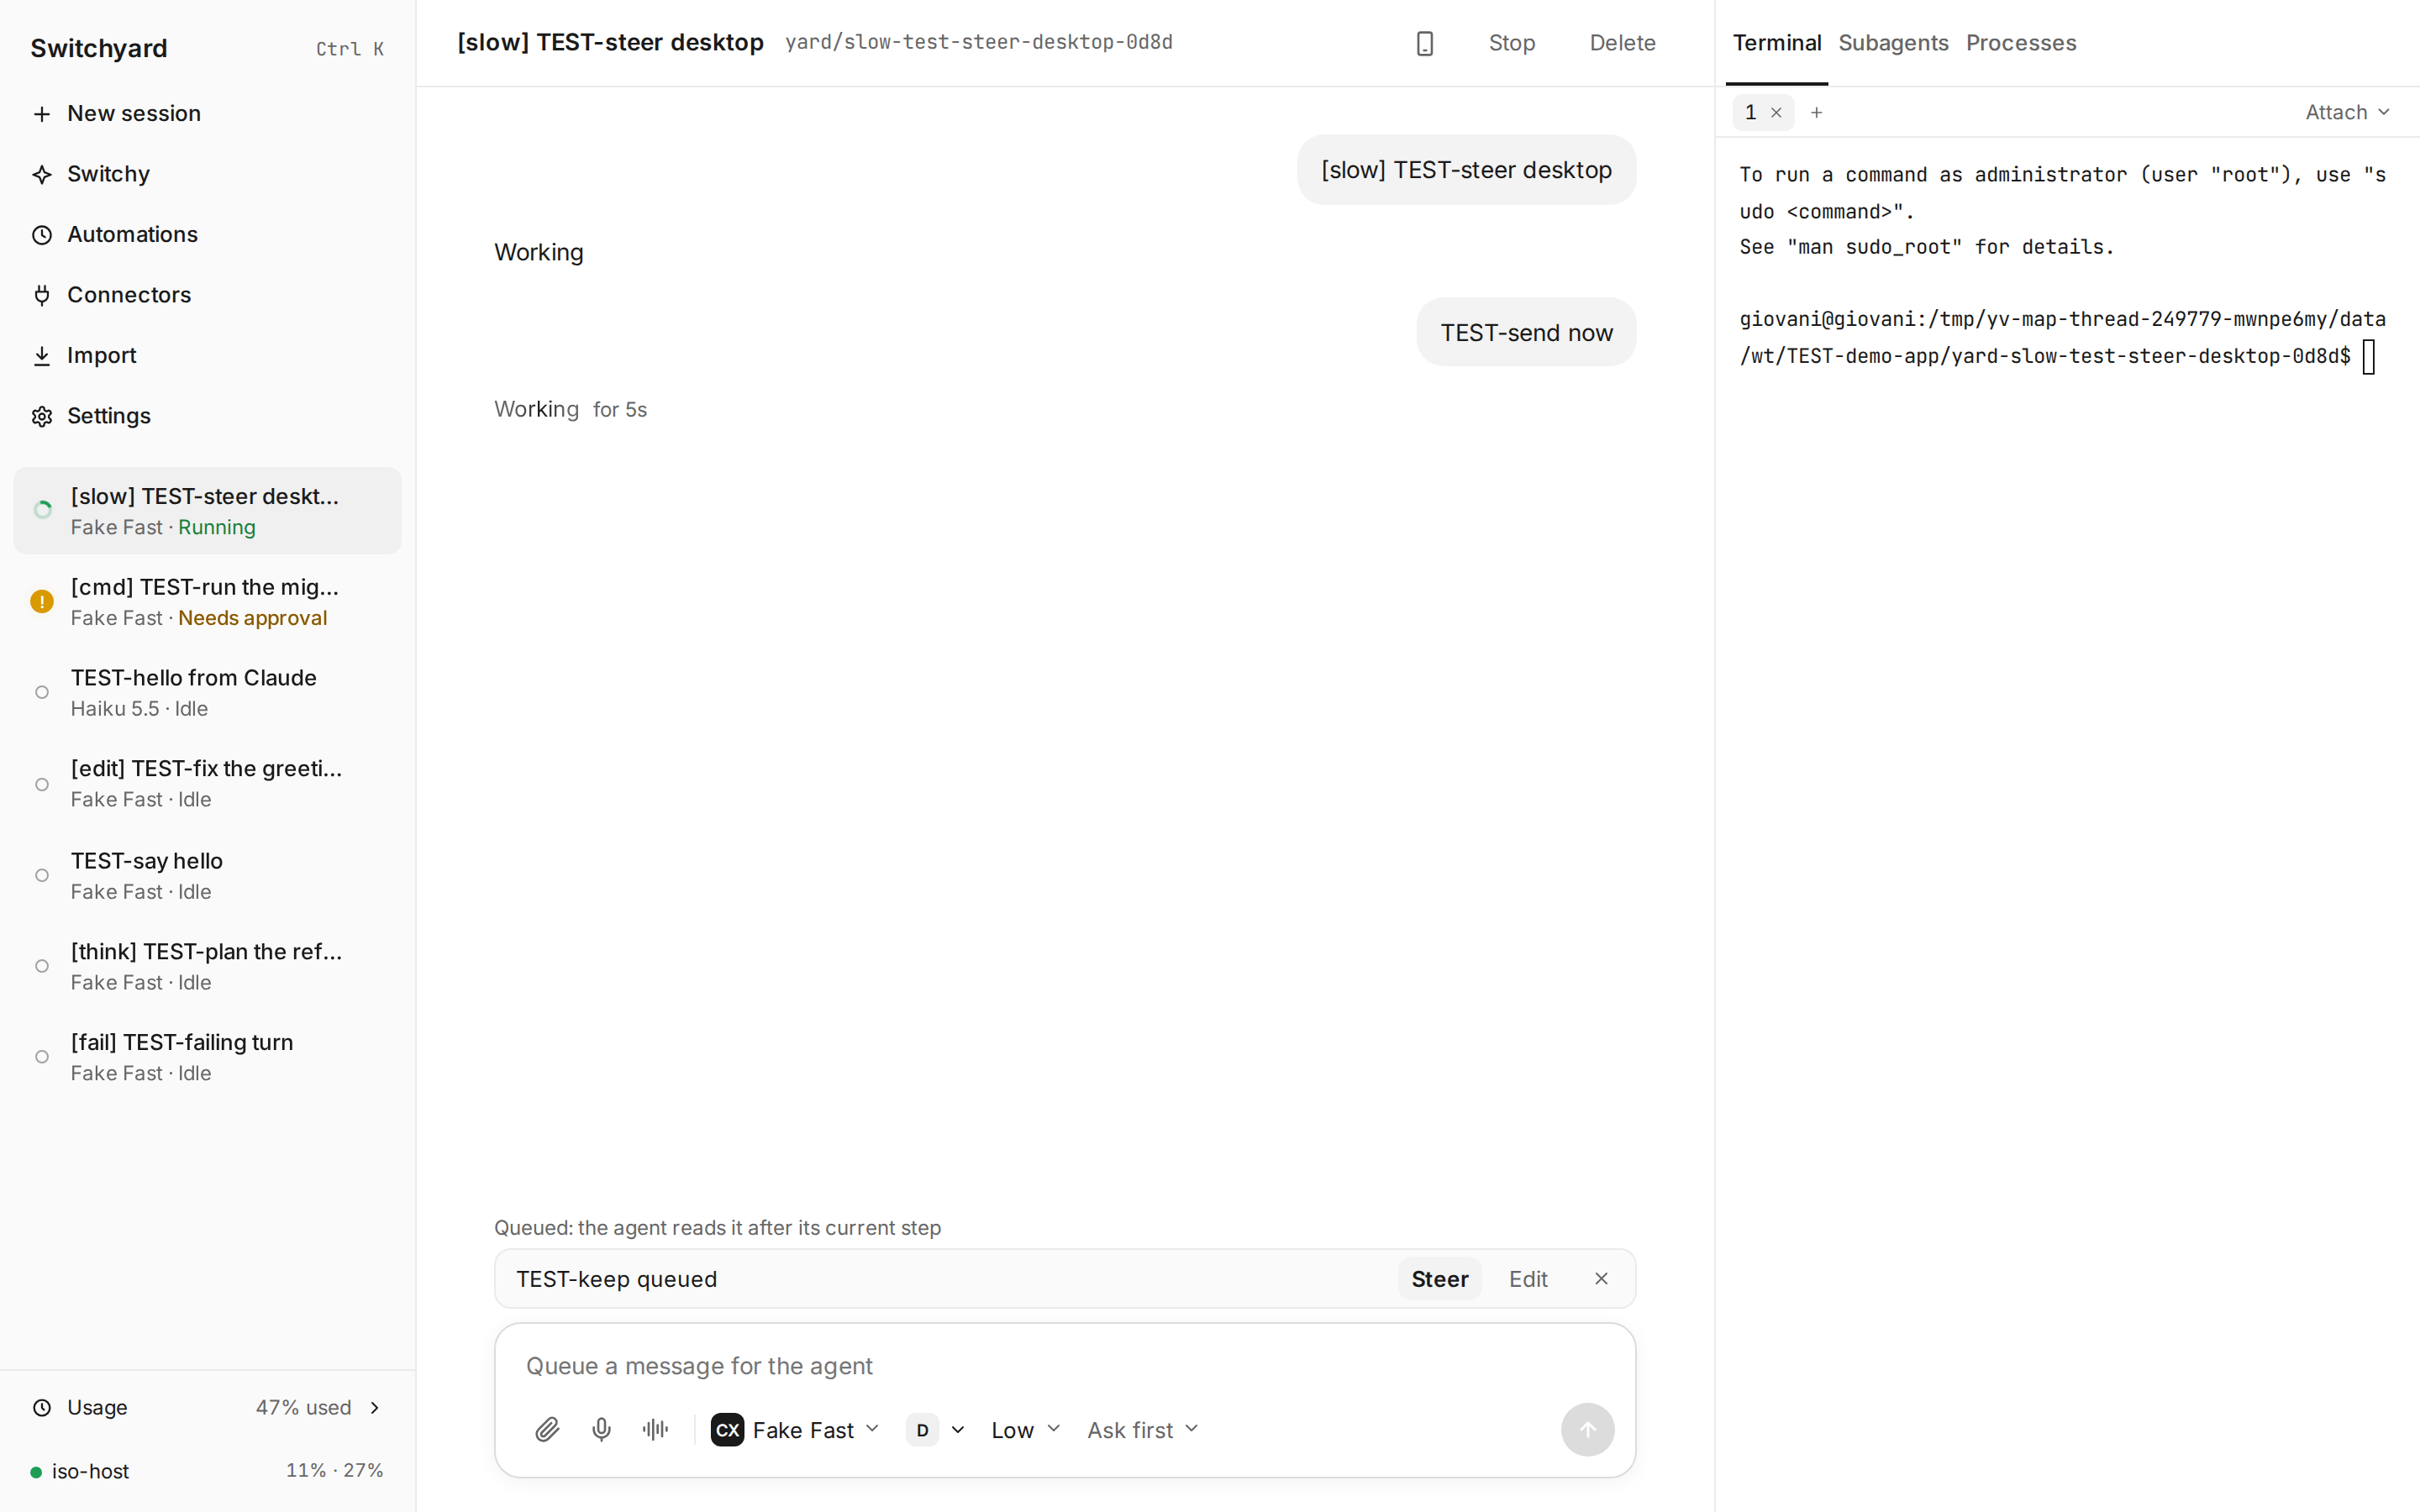 Switchyard
Ctrl K
New session
Switchy
Automations
Connectors
Import
Settings
[slow] TEST-steer deskt...
Fake Fast · Running
[cmd] TEST-run the mig...
Fake Fast · Needs approval
TEST-hello from Claude
Haiku 5.5 · Idle
[edit] TEST-fix the greeti...
Fake Fast · Idle
TEST-say hello
Fake Fast · Idle
[think] TEST-plan the ref...
Fake Fast · Idle
[fail] TEST-failing turn
Fake Fast · Idle
Usage 47% used
iso-host 11% · 27%
[slow] TEST-steer desktop yard/slow-test-steer-desktop-0d8d
Stop Delete
[slow] TEST-steer desktop
Working
TEST-send now
Working for 5s
Queued: the agent reads it after its current step
TEST-keep queued Steer Edit
Queue a message for the agent
CX Fake Fast D Low Ask first
Terminal Subagents Processes
1 Attach
To run a command as administrator (user "root"), use "s
udo <command>".
See "man sudo_root" for details.
giovani@giovani:/tmp/yv-map-thread-249779-mwnpe6my/data
/wt/TEST-demo-app/yard-slow-test-steer-desktop-0d8d$